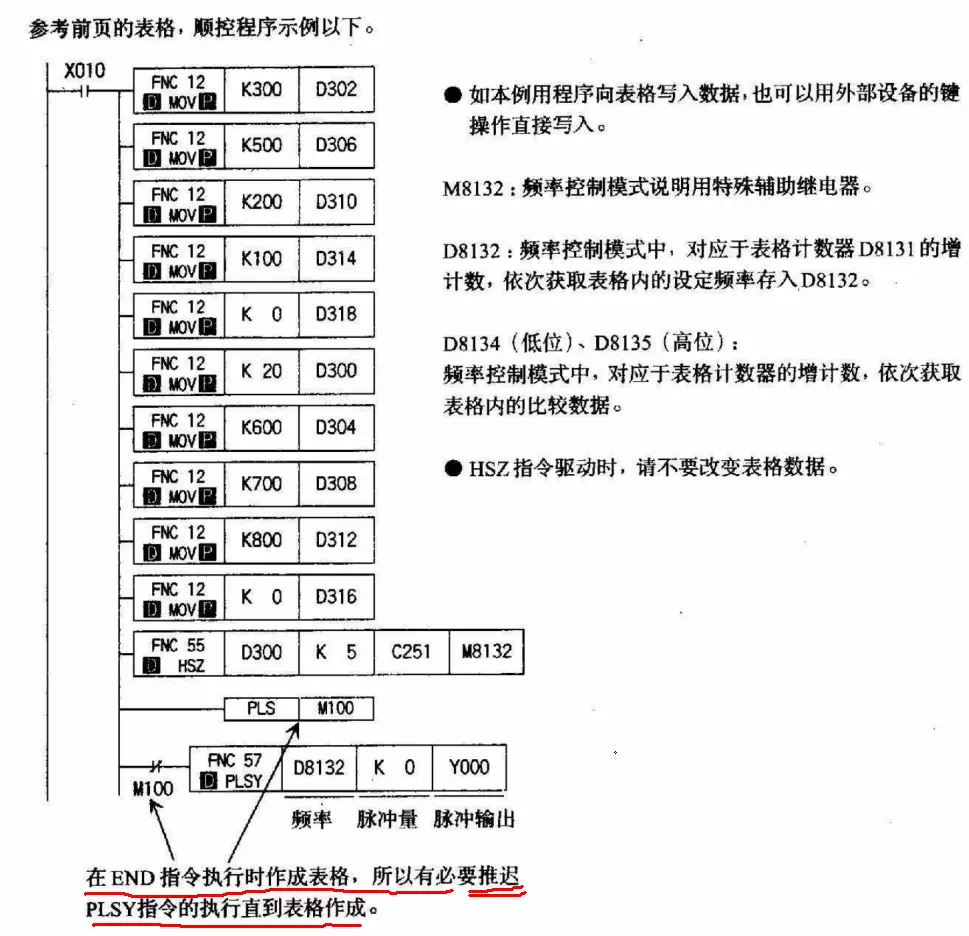 参考前页的表格，顺控程序示例以下。
X010
FNC 12
D MOV P K300 D302
FNC 12
D MOV P K500 D306
FNC 12
D MOV P K200 D310
FNC 12
D MOV P K100 D314
FNC 12
D MOV P K 0 D318
FNC 12
D MOV P K 20 D300
FNC 12
D MOV P K600 D304
FNC 12
D MOV P K700 D308
FNC 12
D MOV P K800 D312
FNC 12
D MOV P K 0 D316
FNC 55
D HSZ D300 K 5 C251 M8132
PLS M100
M100
FNC 57
D PLSY D8132 K 0 Y000
频率 脉冲量 脉冲输出
在END指令执行时作成表格，所以有必要推迟
PLSY指令的执行直到表格作成。
●如本例用程序向表格写入数据，也可以用外部设备的键
操作直接写入。
M8132：频率控制模式说明用特殊辅助继电器。
D8132：频率控制模式中，对应于表格计数器D8131的增
计数，依次获取表格内的设定频率存入D8132。
D8134（低位）、D8135（高位）：
频率控制模式中，对应于表格计数器的增计数，依次获取
表格内的比较数据。
●HSZ指令驱动时，请不要改变表格数据。